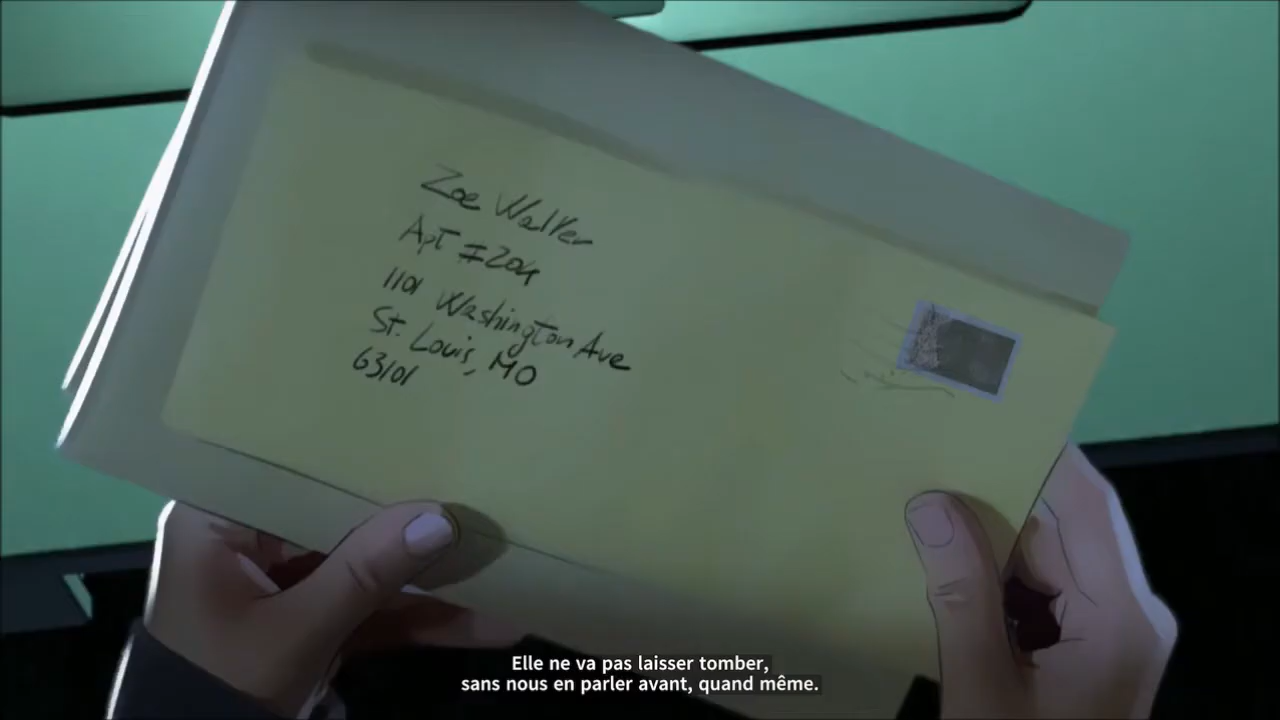 Zoe Walker
Apt #204
1101 Washington Ave
St. Louis, MO
63101
Elle ne va pas laisser tomber,
sans nous en parler avant, quand même.